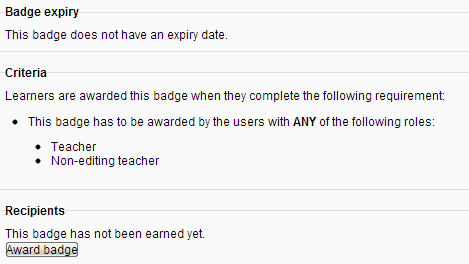 Badge expiry
This badge does not have an expiry date.
Criteria
Learners are awarded this badge when they complete the following requirement:
This badge has to be awarded by the users with ANY of the following roles:
Teacher
Non-editing teacher
Recipients
This badge has not been earned yet.
Award badge